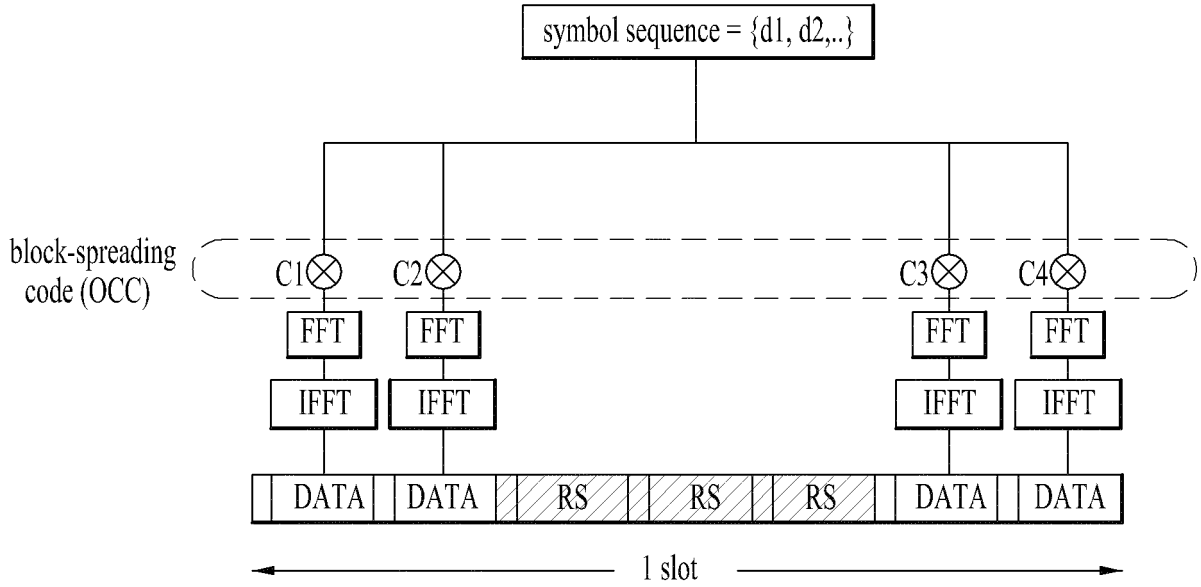 symbol sequence = {d1, d2,..}
block-spreading
code (OCC)
C1 C2 C3 C4
FFT FFT FFT FFT
IFFT IFFT IFFT IFFT
DATA DATA RS RS RS DATA DATA
1 slot